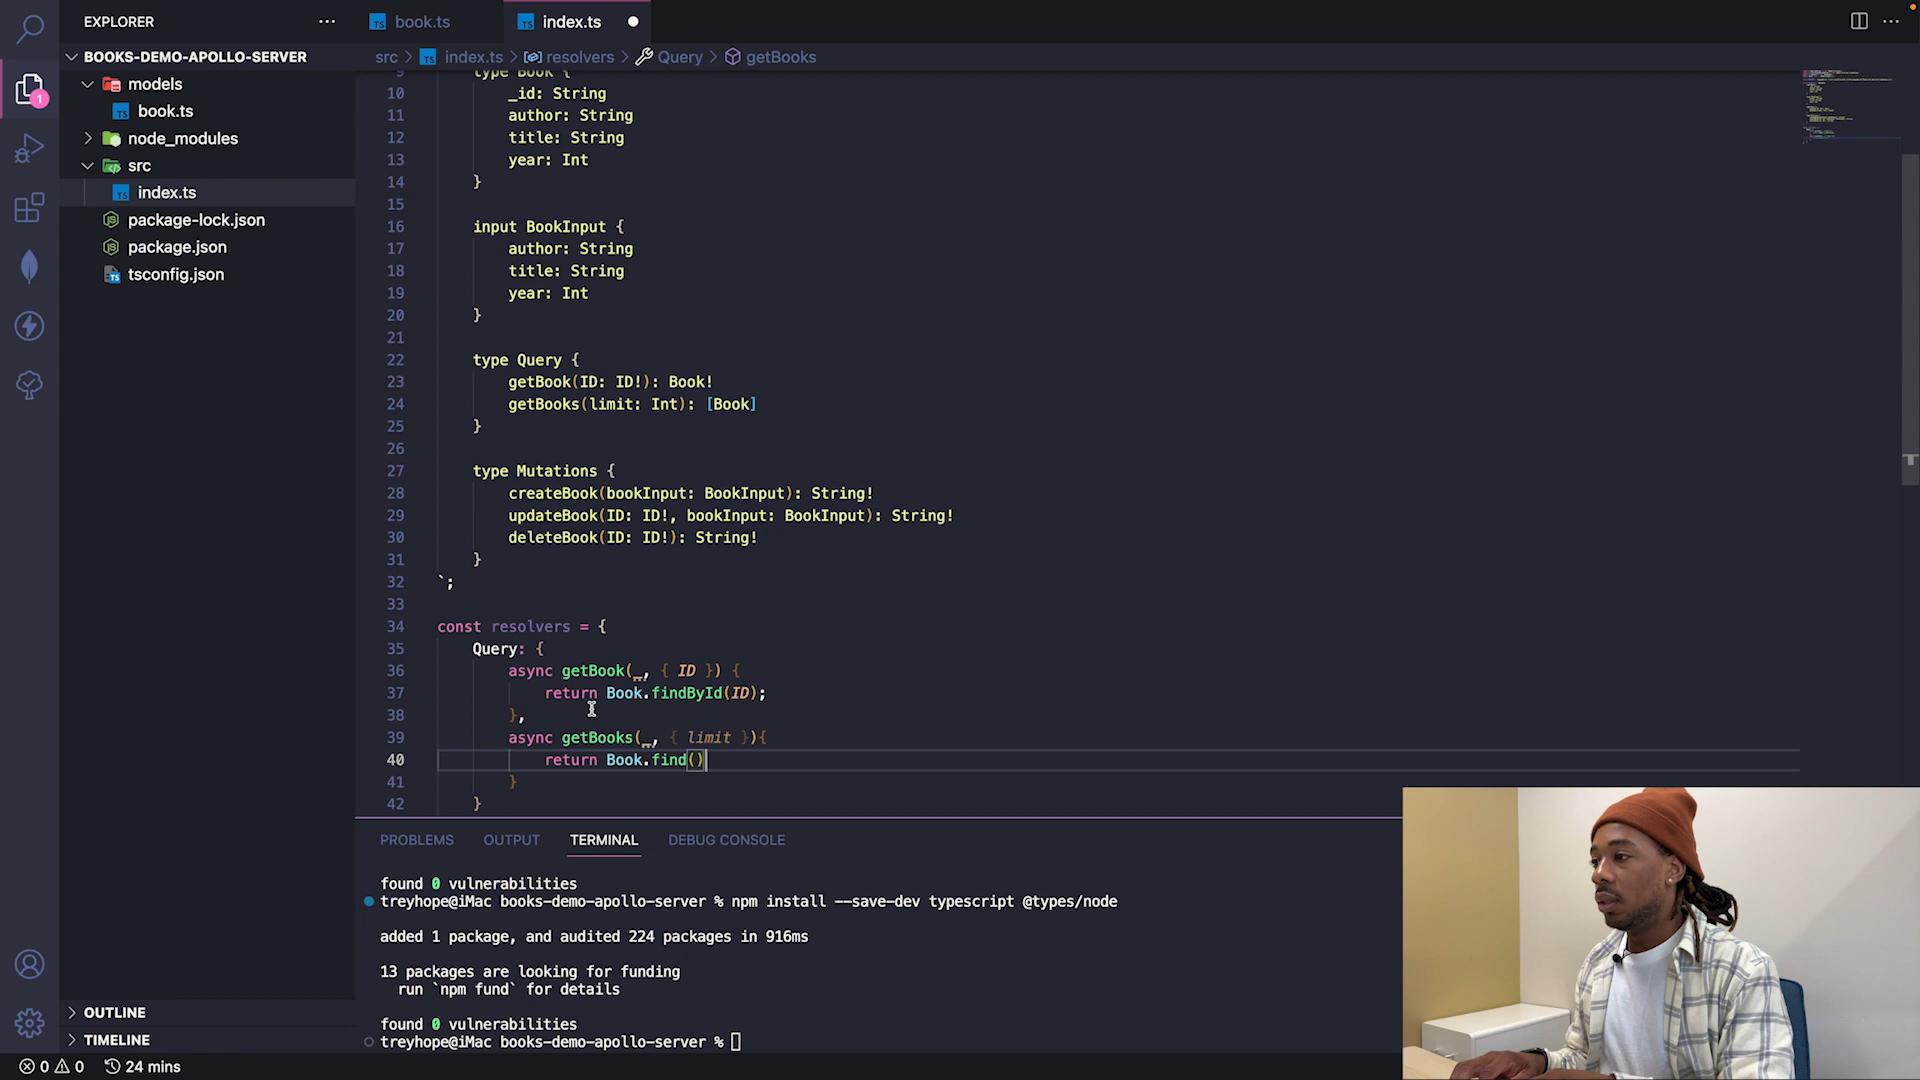 EXPLORER
book.ts
index.ts
BOOKS-DEMO-APOLLO-SERVER
models
book.ts
node_modules
src
index.ts
package-lock.json
package.json
tsconfig.json
OUTLINE
TIMELINE
1
src > index.ts > resolvers > Query > getBooks
9 type Book {
10 _id: String
11 author: String
12 title: String
13 year: Int
14 }
15
16 input BookInput {
17 author: String
18 title: String
19 year: Int
20 }
21
22 type Query {
23 getBook(ID: ID!): Book!
24 getBooks(limit: Int): [Book]
25 }
26
27 type Mutations {
28 createBook(bookInput: BookInput): String!
29 updateBook(ID: ID!, bookInput: BookInput): String!
30 deleteBook(ID: ID!): String!
31 }
32 `;
33
34 const resolvers = {
35 Query: {
36 async getBook(_, { ID }) {
37 return Book.findById(ID);
38 },
39 async getBooks(_, { limit }){
40 return Book.find()
41 }
42 }
PROBLEMS OUTPUT TERMINAL DEBUG CONSOLE
found 0 vulnerabilities
treyhope@iMac books-demo-apollo-server % npm install --save-dev typescript @types/node
added 1 package, and audited 224 packages in 916ms
13 packages are looking for funding
run `npm fund` for details
found 0 vulnerabilities
treyhope@iMac books-demo-apollo-server %
0 0 24 mins